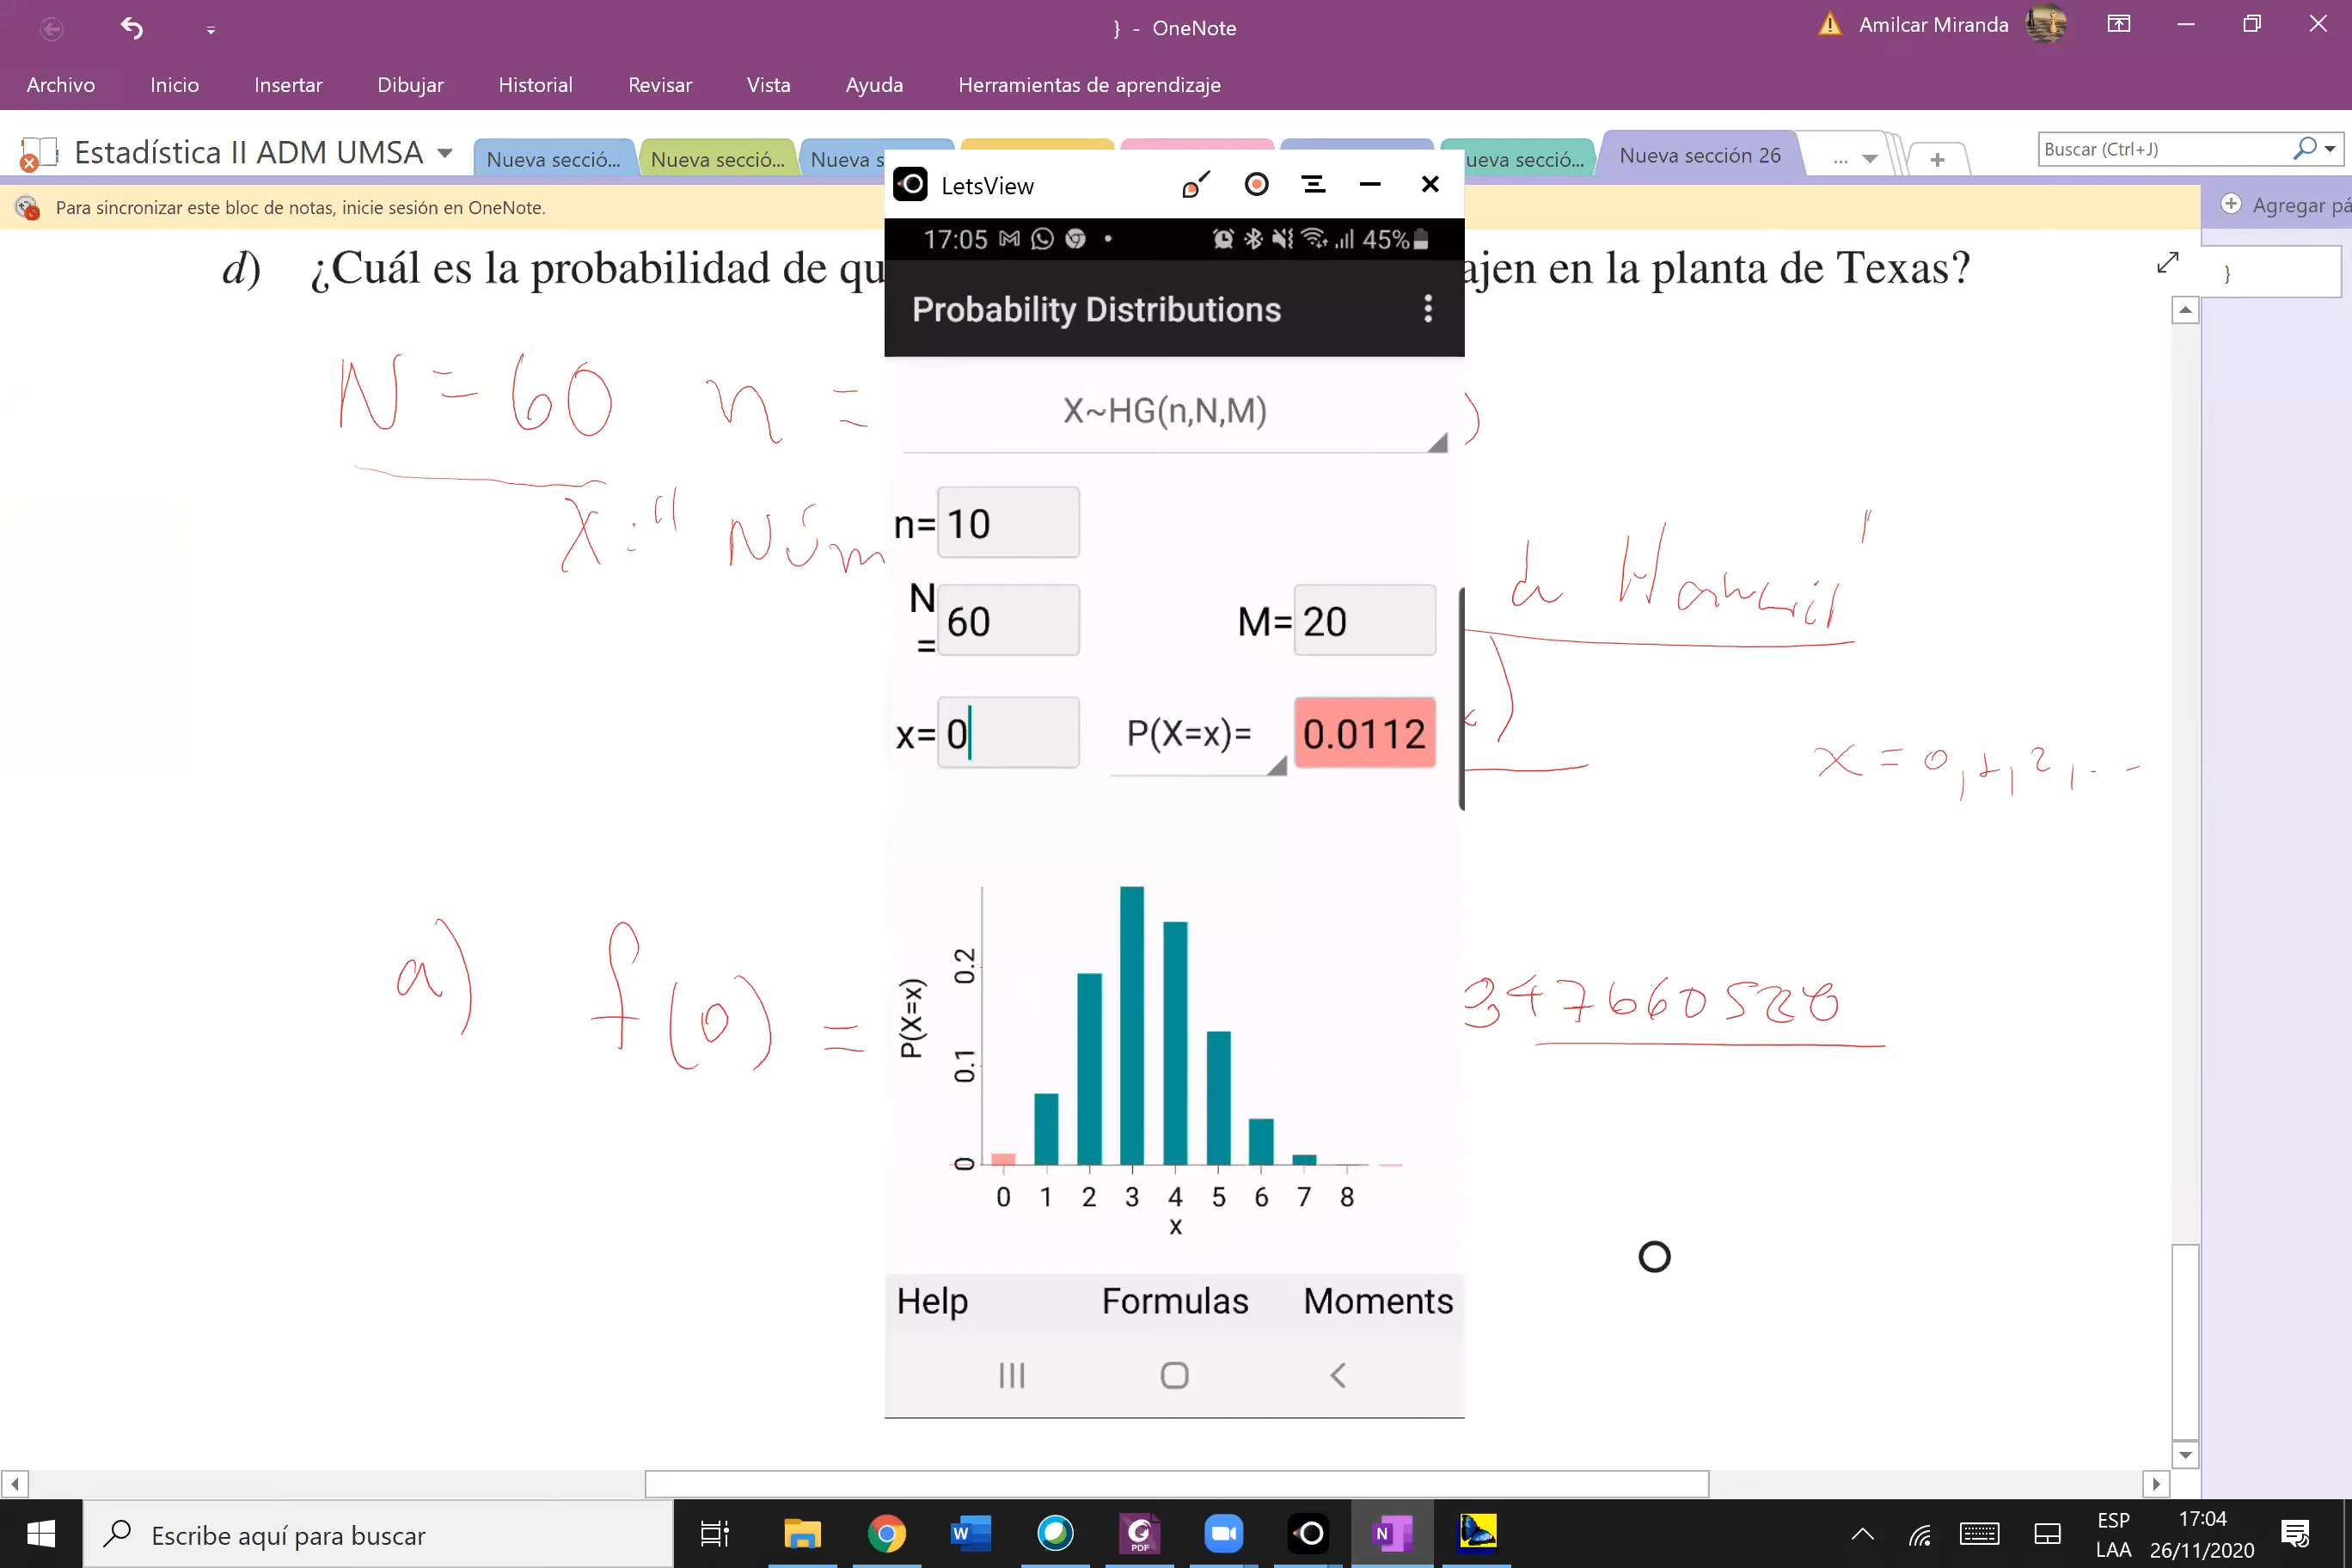 } - OneNote
Amilcar Miranda
Archivo Inicio Insertar Dibujar Historial Revisar Vista Ayuda Herramientas de aprendizaje
Estadística II ADM UMSA
Nueva secció... Nueva secció... Nueva s ueva secció... Nueva sección 26 ...
Buscar (Ctrl+J)
Para sincronizar este bloc de notas, inicie sesión en OneNote.
Agregar pá
}
d) ¿Cuál es la probabilidad de qu ajen en la planta de Texas?
N = 60 n = )
X : " Núm de Hawaii"
x)
x = 0, 1, 2, ...
a) f(0) =
347660528
LetsView
17:05 45%
Probability Distributions
X~HG(n,N,M)
n= 10
N= 60 M= 20
x= 0 P(X=x)= 0.0112
P(X=x)
0.2
0.1
0
0 1 2 3 4 5 6 7 8
x
Help Formulas Moments
Escribe aquí para buscar
ESP
LAA
17:04
26/11/2020